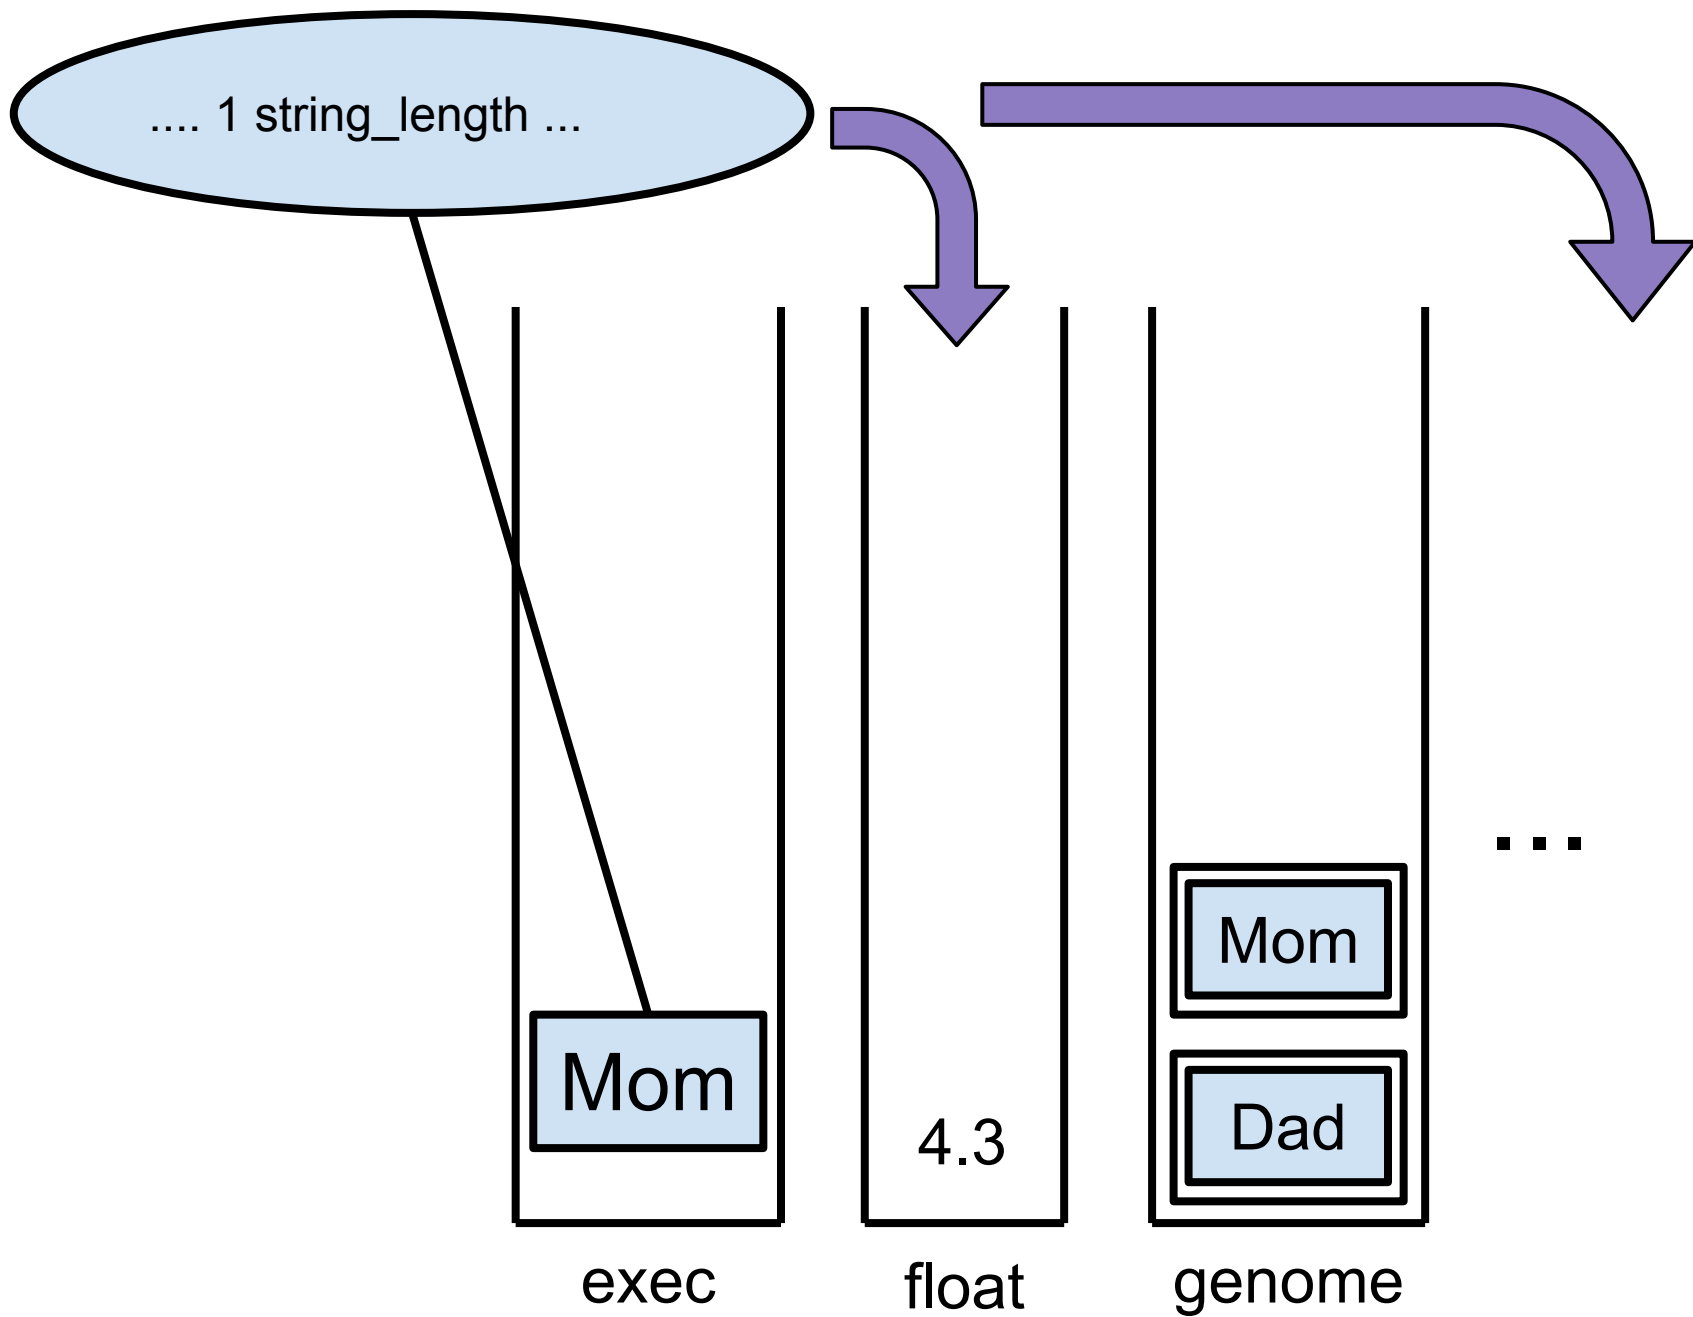 .... 1 string_length ...
...
Mom
Mom
4.3
Dad
exec
float
genome